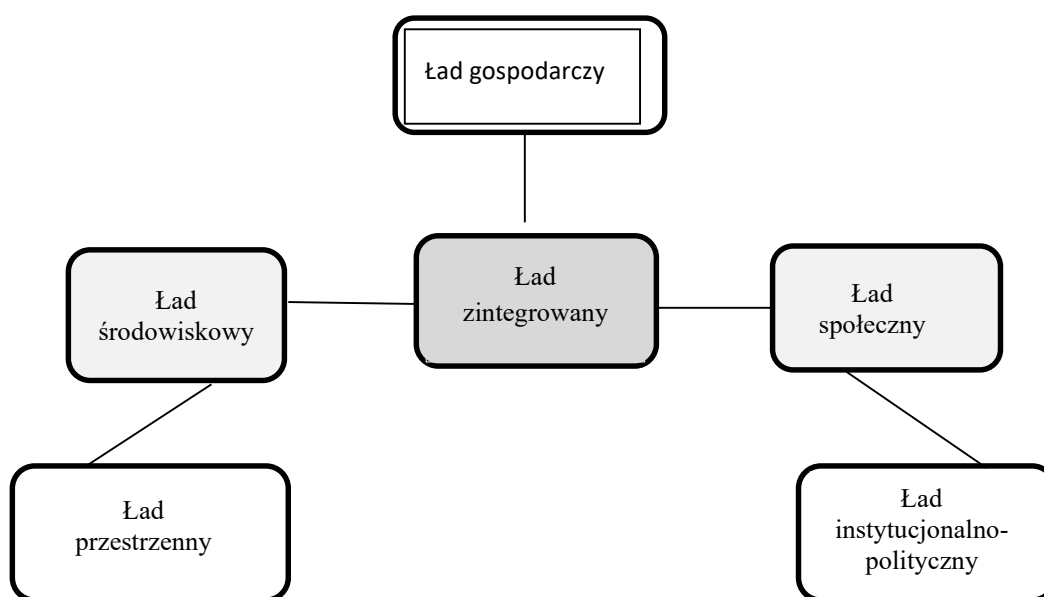 Ład gospodarczy
Ład
środowiskowy
Ład
zintegrowany
Ład
społeczny
Ład
przestrzenny
Ład
instytucjonalno-
polityczny